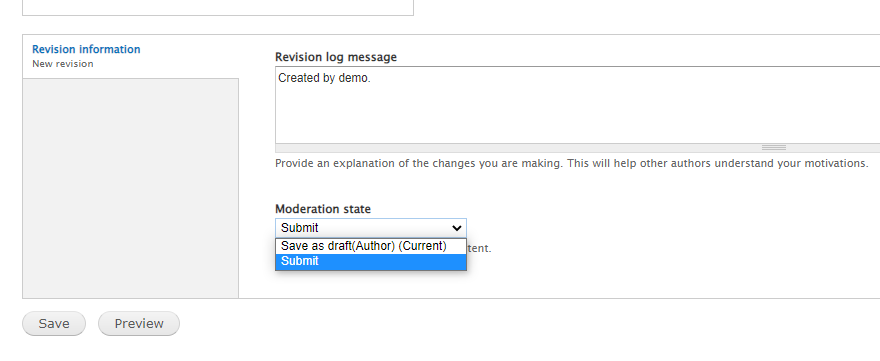 Revision information
New revision
Revision log message
Created by demo.
Provide an explanation of the changes you are making. This will help other authors understand your motivations.
Moderation state
Submit
Save as draft(Author) (Current)
Submit
Save
Preview